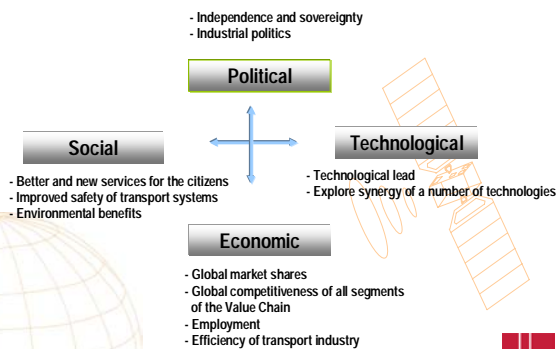 - Independence and sovereignty
- Industrial politics
Political
Social
- Better and new services for the citizens
- Improved safety of transport systems
- Environmental benefits
Technological
- Technological lead
- Explore synergy of a number of technologies
Economic
- Global market shares
- Global competitiveness of all segments
of the Value Chain
- Employment
- Efficiency of transport industry